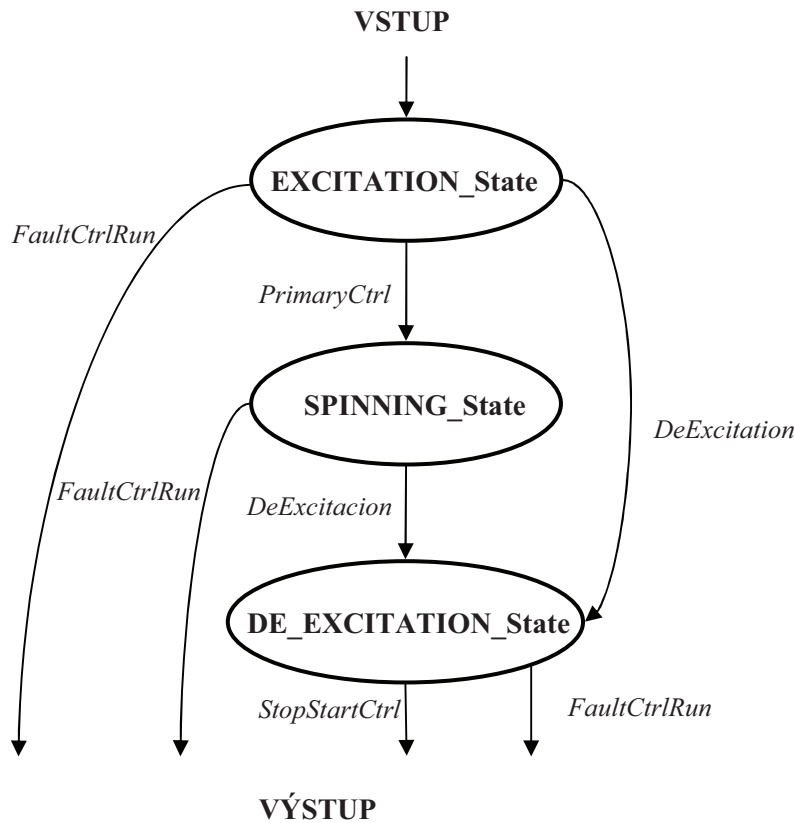 VSTUP
EXCITATION_State
FaultCtrlRun
PrimaryCtrl
SPINNING_State
DeExcitation
FaultCtrlRun
DeExcitacion
DE_EXCITATION_State
StopStartCtrl
FaultCtrlRun
VÝSTUP